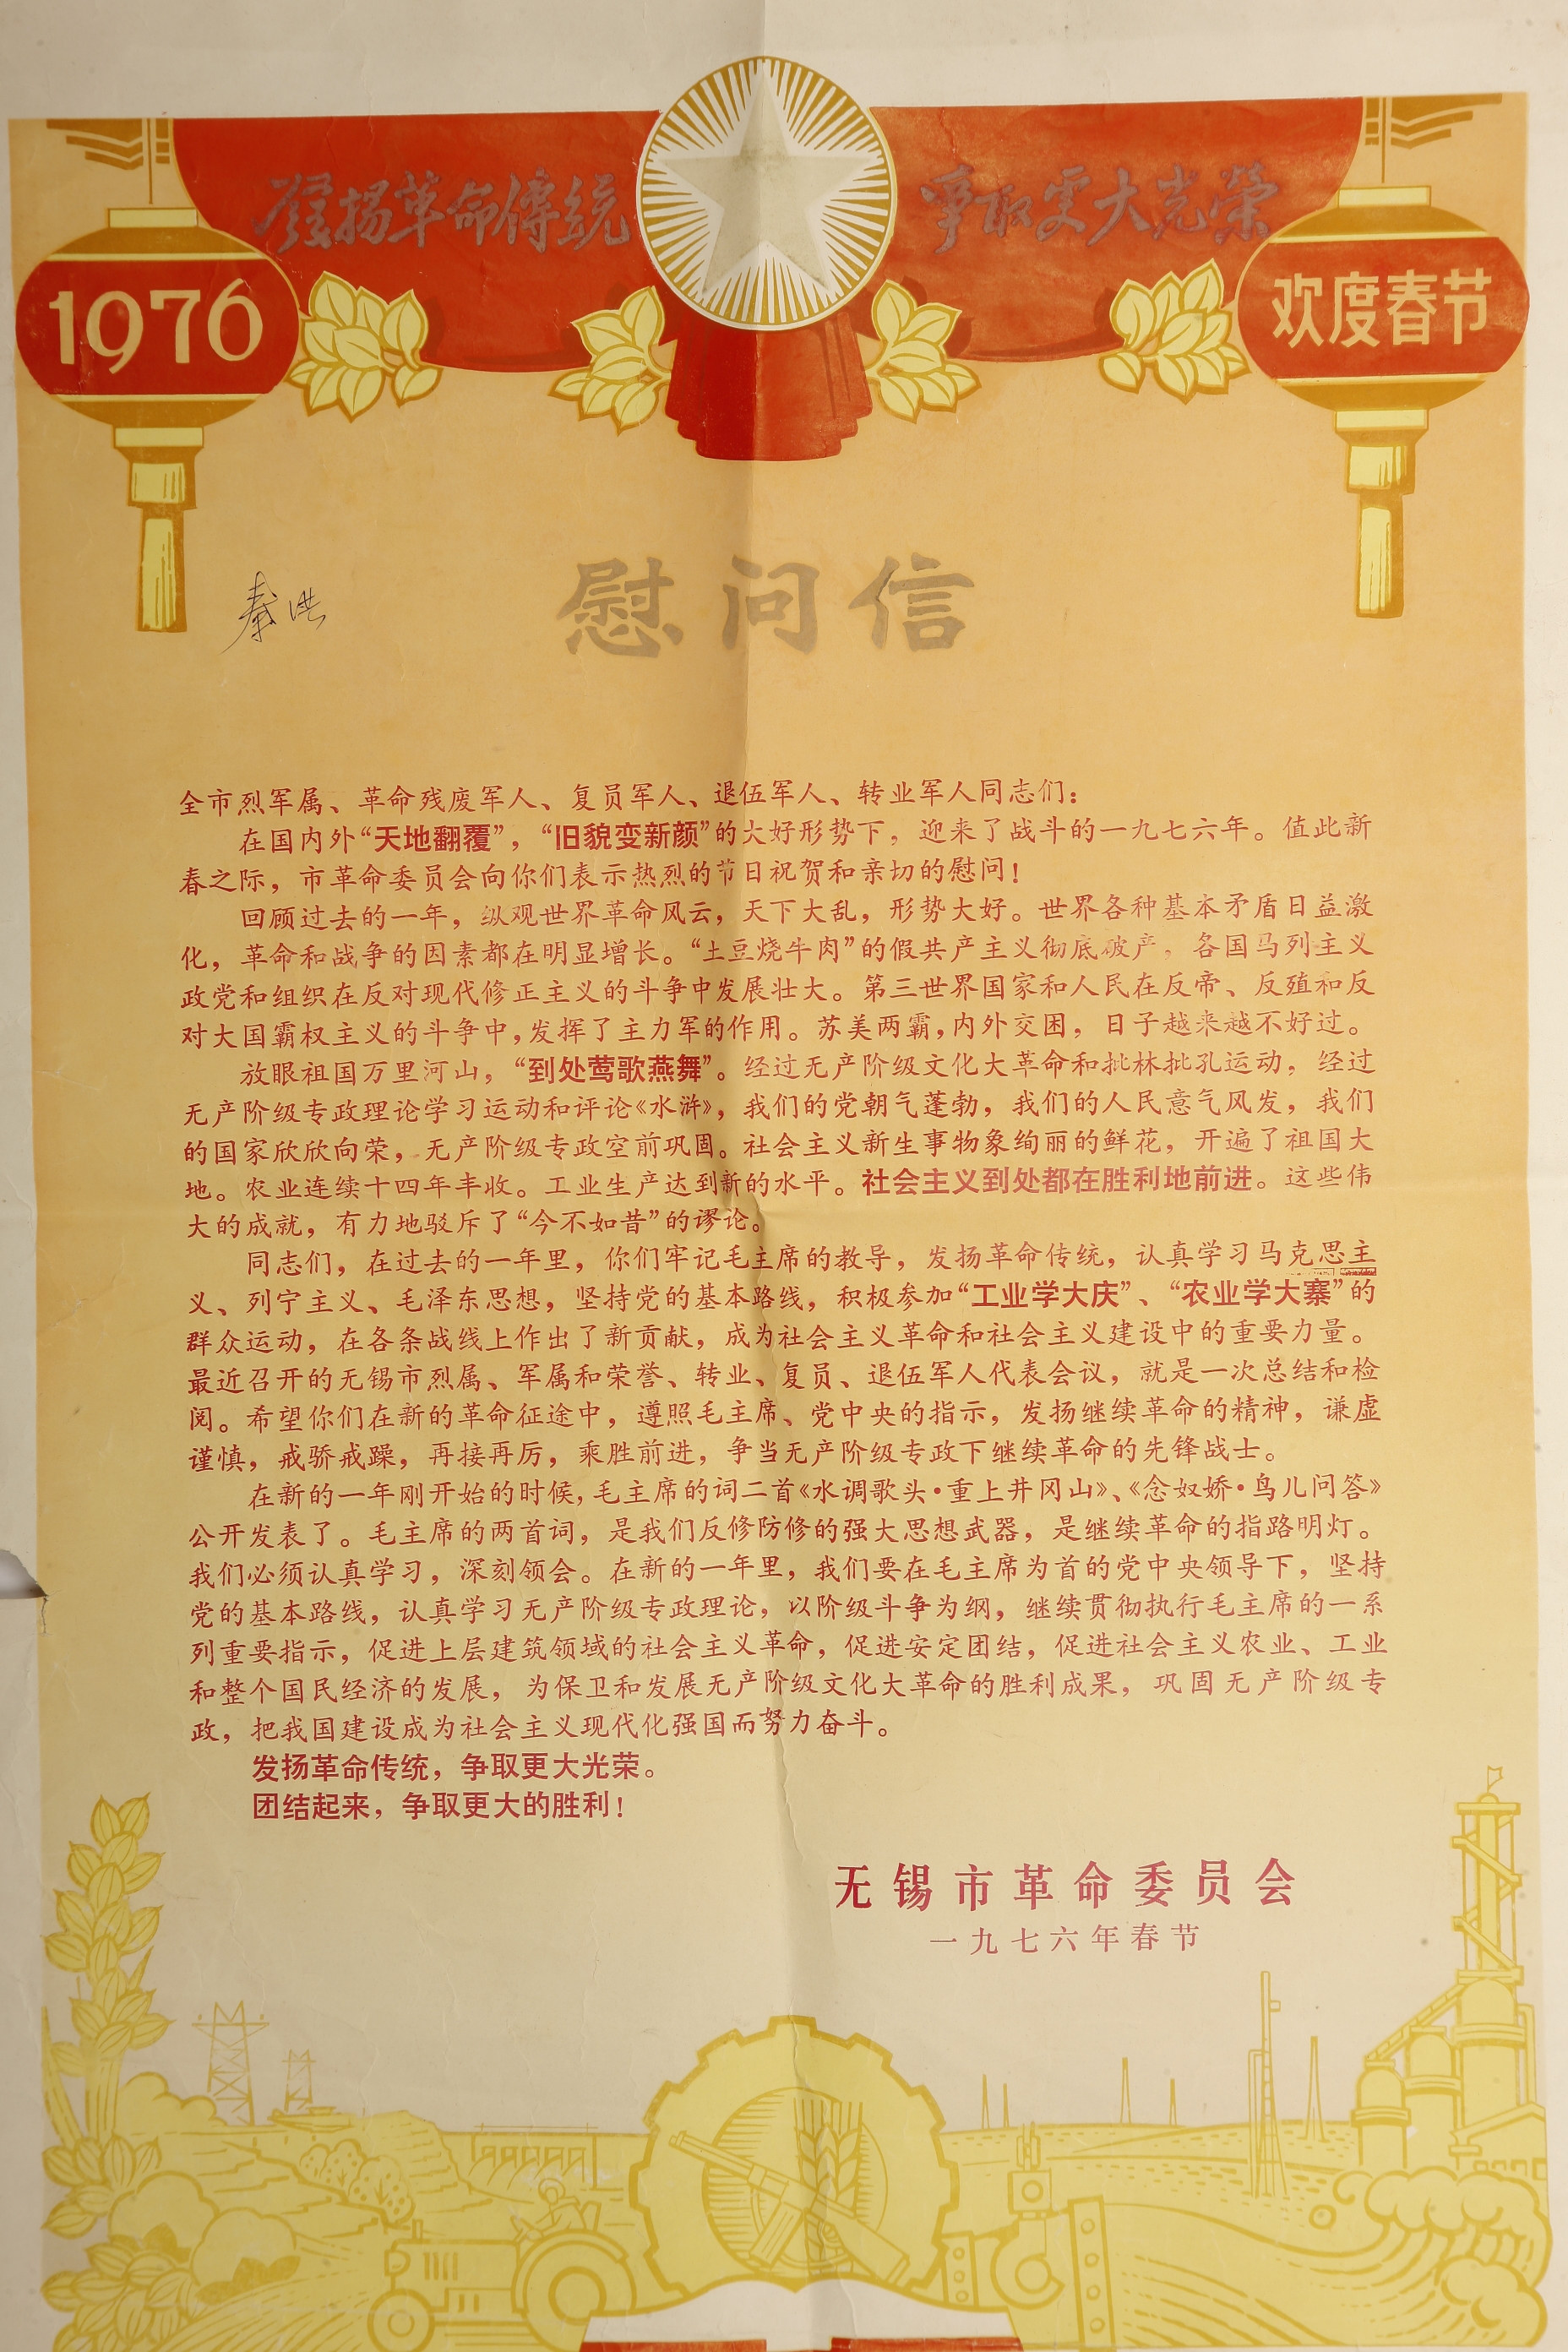 發揚革命傳統 爭取更大光榮
1976
欢度春节
慰问信
秦洪
全市烈军属、革命残废军人、复员军人、退伍军人、转业军人同志们：
在国内外“天地翻覆”，“旧貌变新颜”的大好形势下，迎来了战斗的一九七六年。值此新
春之际，市革命委员会向你们表示热烈的节日祝贺和亲切的慰问！
回顾过去的一年，纵观世界革命风云，天下大乱，形势大好。世界各种基本矛盾日益激
化，革命和战争的因素都在明显增长。“土豆烧牛肉”的假共产主义彻底破产，各国马列主义
政党和组织在反对现代修正主义的斗争中发展壮大。第三世界国家和人民在反帝、反殖和反
对大国霸权主义的斗争中，发挥了主力军的作用。苏美两霸，内外交困，日子越来越不好过。
放眼祖国万里河山，“到处莺歌燕舞”。经过无产阶级文化大革命和批林批孔运动，经过
无产阶级专政理论学习运动和评论《水浒》，我们的党朝气蓬勃，我们的人民意气风发，我们
的国家欣欣向荣，无产阶级专政空前巩固。社会主义新生事物象绚丽的鲜花，开遍了祖国大
地。农业连续十四年丰收。工业生产达到新的水平。社会主义到处都在胜利地前进。这些伟
大的成就，有力地驳斥了“今不如昔”的谬论。
同志们，在过去的一年里，你们牢记毛主席的教导，发扬革命传统，认真学习马克思主
义、列宁主义、毛泽东思想，坚持党的基本路线，积极参加“工业学大庆”、“农业学大寨”的
群众运动，在各条战线上作出了新贡献，成为社会主义革命和社会主义建设中的重要力量。
最近召开的无锡市烈属、军属和荣誉、转业、复员、退伍军人代表会议，就是一次总结和检
阅。希望你们在新的革命征途中，遵照毛主席、党中央的指示，发扬继续革命的精神，谦虚
谨慎，戒骄戒躁，再接再厉，乘胜前进，争当无产阶级专政下继续革命的先锋战士。
在新的一年刚开始的时候，毛主席的词二首《水调歌头·重上井冈山》、《念奴娇·鸟儿问答》
公开发表了。毛主席的两首词，是我们反修防修的强大思想武器，是继续革命的指路明灯。
我们必须认真学习，深刻领会。在新的一年里，我们要在毛主席为首的党中央领导下，坚持
党的基本路线，认真学习无产阶级专政理论，以阶级斗争为纲，继续贯彻执行毛主席的一系
列重要指示，促进上层建筑领域的社会主义革命，促进安定团结，促进社会主义农业、工业
和整个国民经济的发展，为保卫和发展无产阶级文化大革命的胜利成果，巩固无产阶级专
政，把我国建设成为社会主义现代化强国而努力奋斗。
发扬革命传统，争取更大光荣。
团结起来，争取更大的胜利！
无锡市革命委员会
一九七六年春节